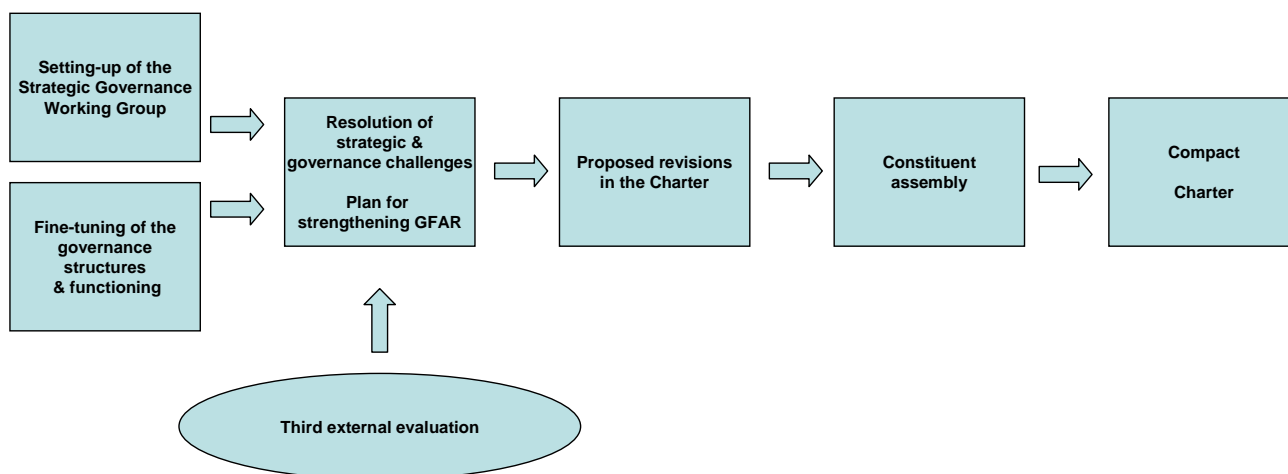 Setting-up of the
Strategic Governance
Working Group
Fine-tuning of the
governance
structures
& functioning
Resolution of
strategic &
governance challenges
Plan for
strengthening GFAR
Proposed revisions
in the Charter
Constituent
assembly
Compact
Charter
Third external evaluation